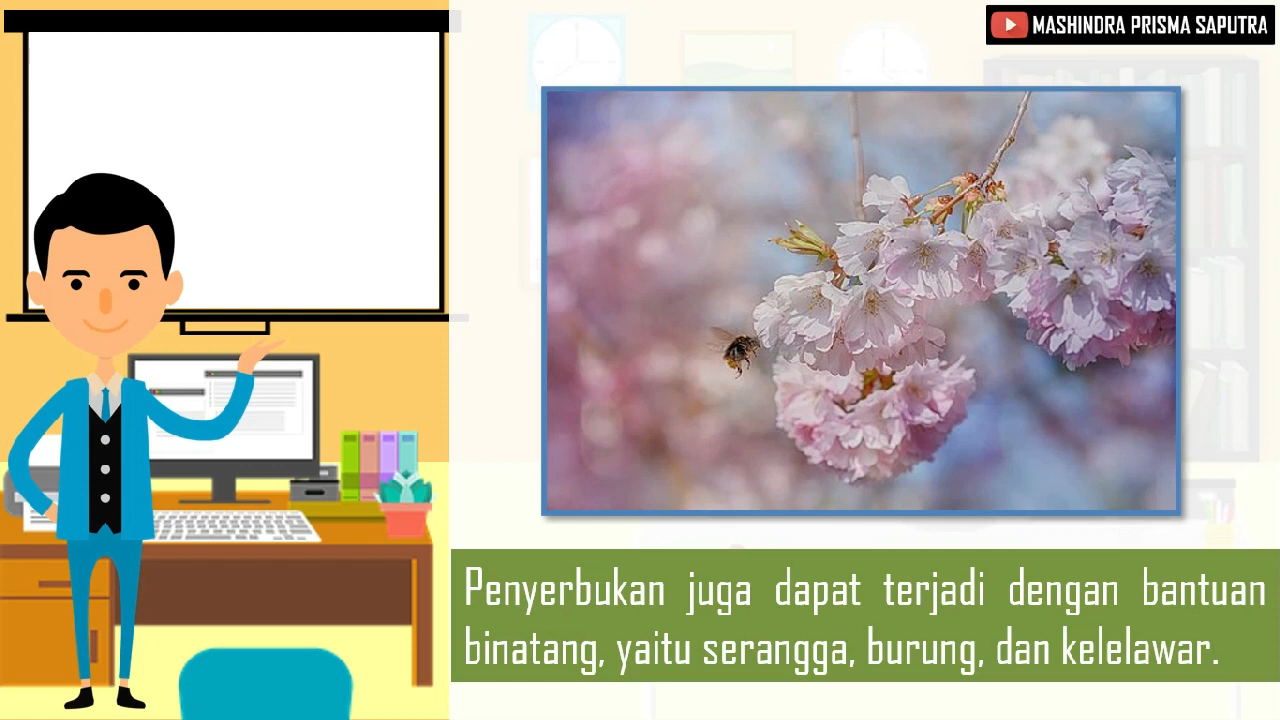 MASHINDRA PRISMA SAPUTRA
Penyerbukan juga dapat terjadi dengan bantuan
binatang, yaitu serangga, burung, dan kelelawar.